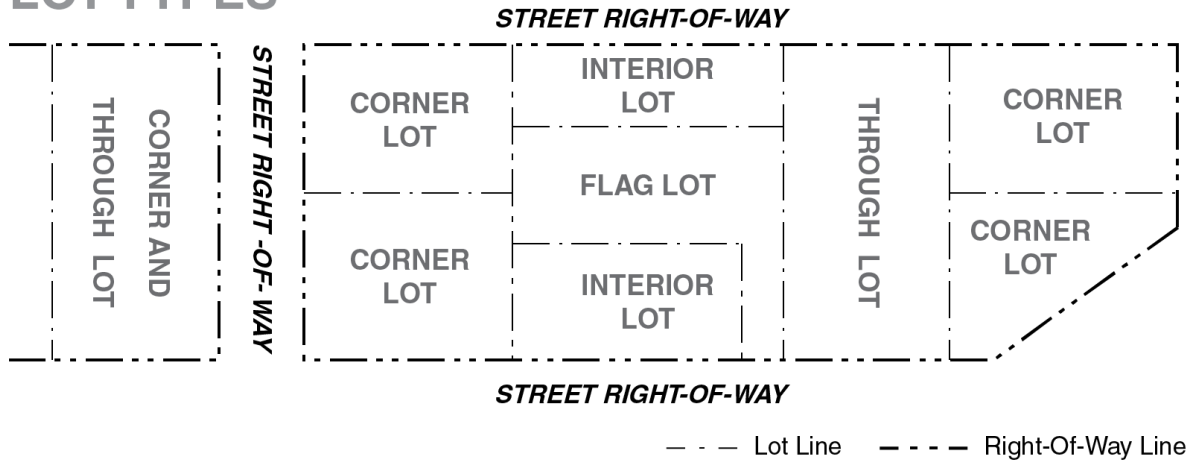 LOT TYPES
STREET RIGHT-OF-WAY
CORNER AND
THROUGH LOT
STREET RIGHT -OF- WAY
CORNER
LOT
INTERIOR
LOT
THROUGH LOT
CORNER
LOT
FLAG LOT
CORNER
LOT
INTERIOR
LOT
CORNER
LOT
STREET RIGHT-OF-WAY
Lot Line
Right-Of-Way Line